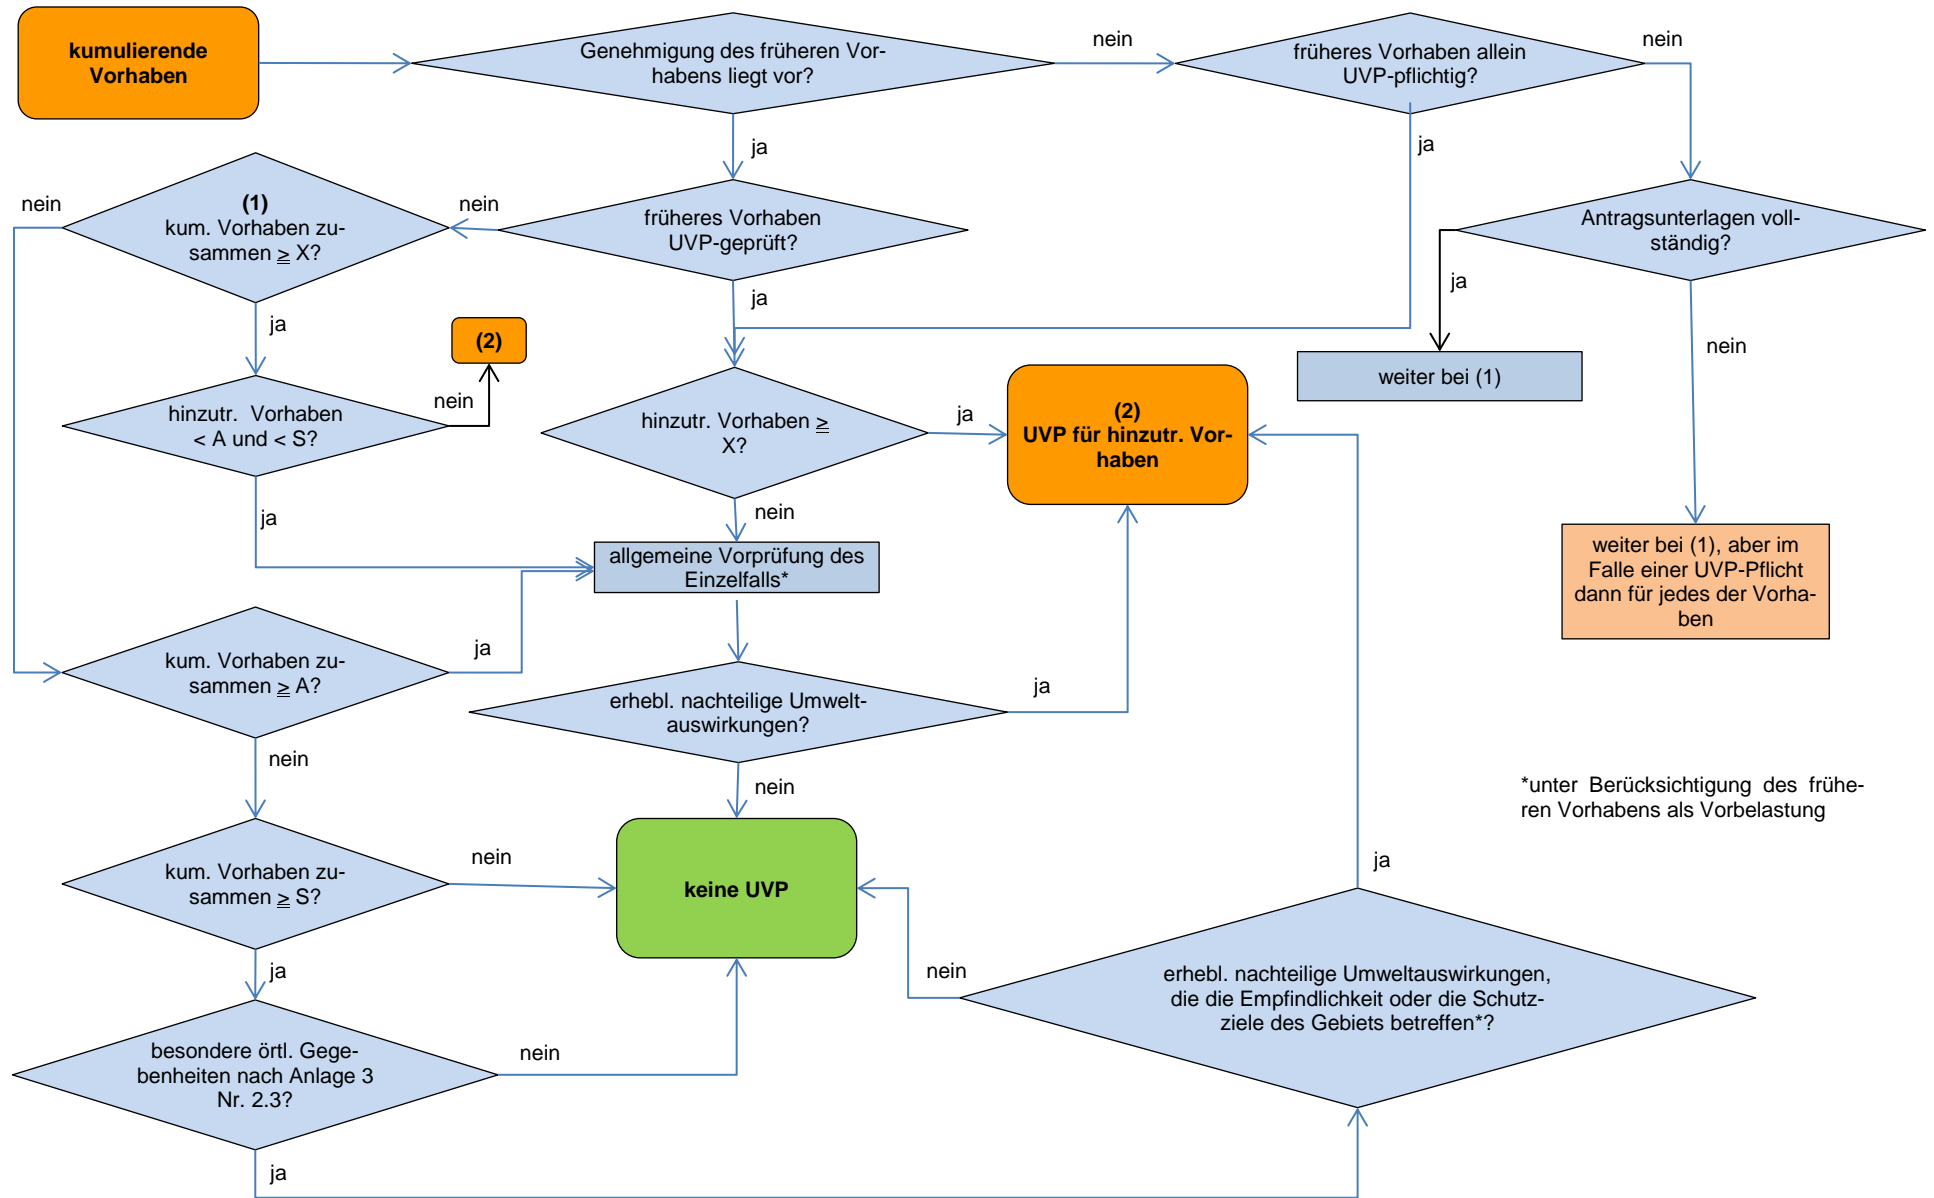 kumulierende
Vorhaben
Genehmigung des früheren Vor-
habens liegt vor?
nein
früheres Vorhaben allein
UVP-pflichtig?
nein
ja
ja
nein
(1)
kum. Vorhaben zu-
sammen ≥ X?
nein
früheres Vorhaben
UVP-geprüft?
Antragsunterlagen voll-
ständig?
ja
ja
ja
nein
(2)
hinzutr. Vorhaben
< A und < S?
nein
hinzutr. Vorhaben ≥
X?
ja
(2)
UVP für hinzutr. Vor-
haben
weiter bei (1)
ja
nein
allgemeine Vorprüfung des
Einzelfalls*
weiter bei (1), aber im
Falle einer UVP-Pflicht
dann für jedes der Vorha-
ben
kum. Vorhaben zu-
sammen ≥ A?
ja
erhebl. nachteilige Umwelt-
auswirkungen?
ja
nein
nein
*unter Berücksichtigung des frühe-
ren Vorhabens als Vorbelastung
kum. Vorhaben zu-
sammen ≥ S?
nein
keine UVP
ja
ja
nein
erhebl. nachteilige Umweltauswirkungen,
die die Empfindlichkeit oder die Schutz-
ziele des Gebiets betreffen*?
besondere örtl. Gege-
benheiten nach Anlage 3
Nr. 2.3?
nein
ja